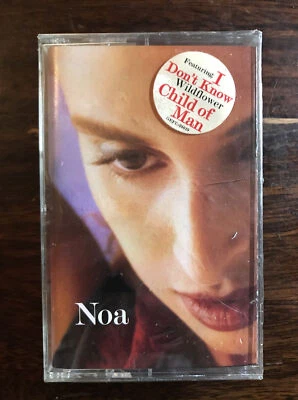 Featuring
I
Don't Know
Wildflower
Child of
Man
Noa